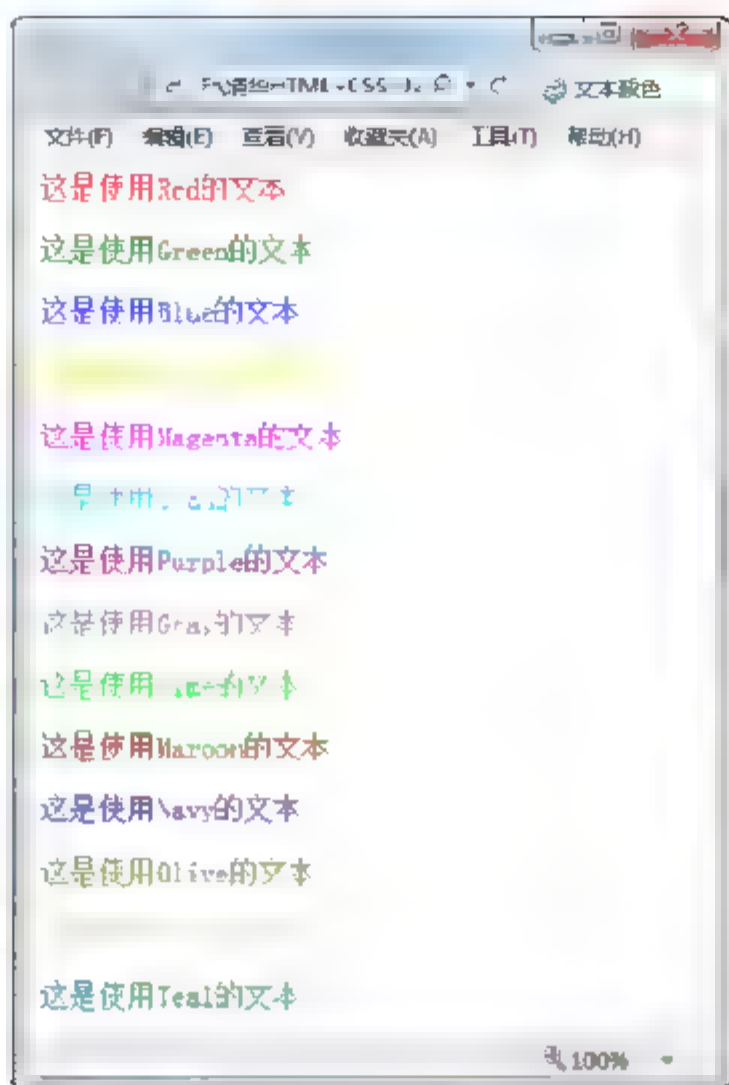 文本颜色
文件(F) 编辑(E) 查看(V) 收藏夹(A) 工具(T) 帮助(H)
这是使用Red的文本
这是使用Green的文本
这是使用Blue的文本
这是使用Magenta的文本
这是使用Purple的文本
这是使用Gray的文本
这是使用 的文本
这是使用Maroon的文本
这是使用Navy的文本
这是使用Olive的文本
这是使用Teal的文本
100%